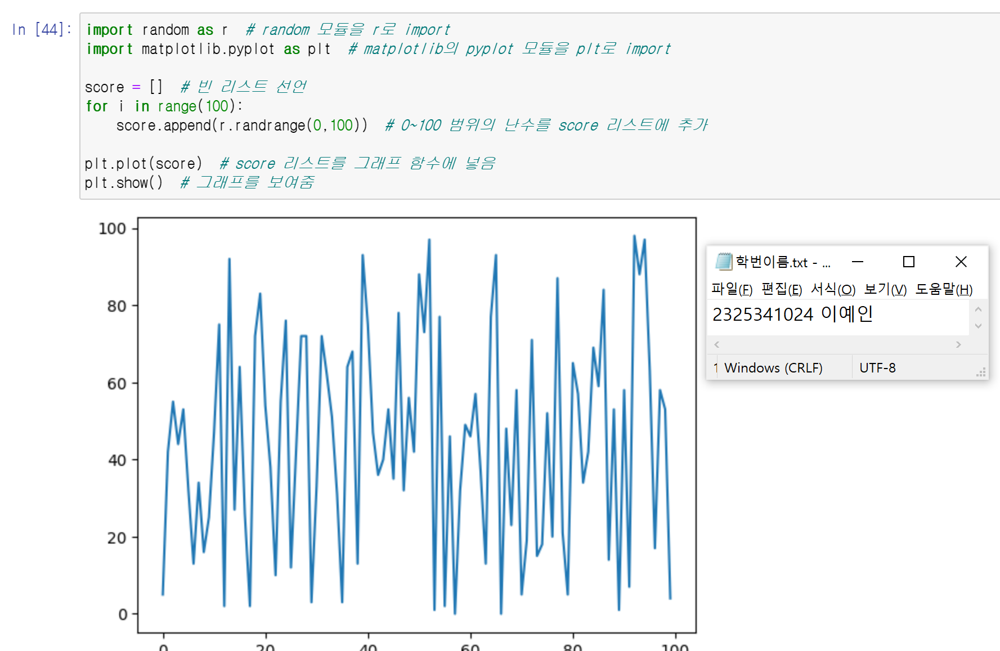 In [44]:
import random as r  # random 모듈을 r로 import
import matplotlib.pyplot as plt  # matplotlib의 pyplot 모듈을 plt로 import
score = []  # 빈 리스트 선언
for i in range(100):
    score.append(r.randrange(0,100))  # 0~100 범위의 난수를 score 리스트에 추가
plt.plot(score)  # score 리스트를 그래프 함수에 넣음
plt.show()  # 그래프를 보여줌
100
80
60
40
20
0
0 20 40 60 80 100
학번이름.txt - ...
파일(F) 편집(E) 서식(O) 보기(V) 도움말(H)
2325341024 이예인
1 Windows (CRLF) UTF-8